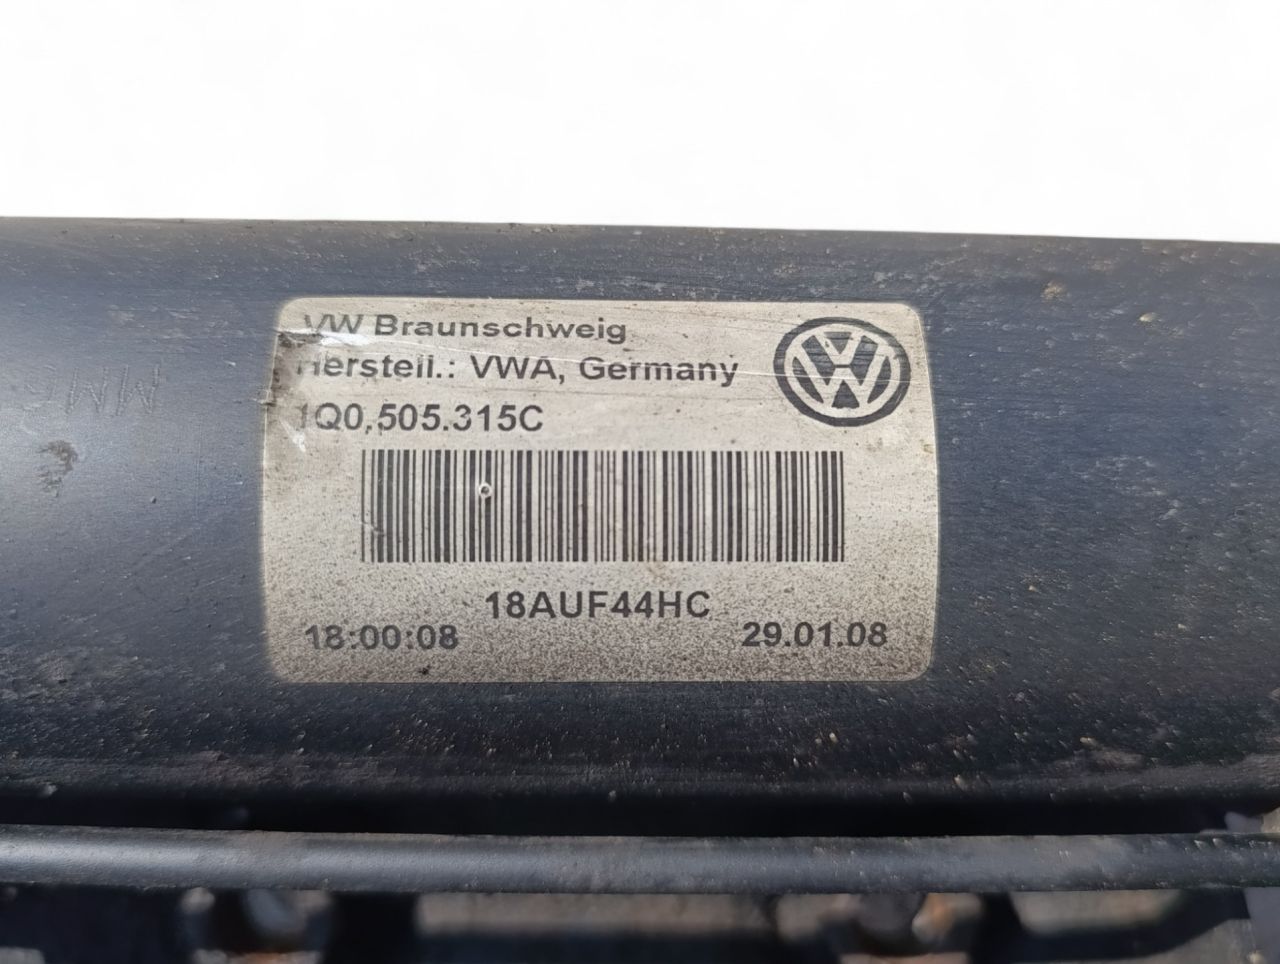 VW Braunschweig
Herstell.: VWA, Germany
1Q0.505.315C
18AUF44HC
18:00:08 29.01.08